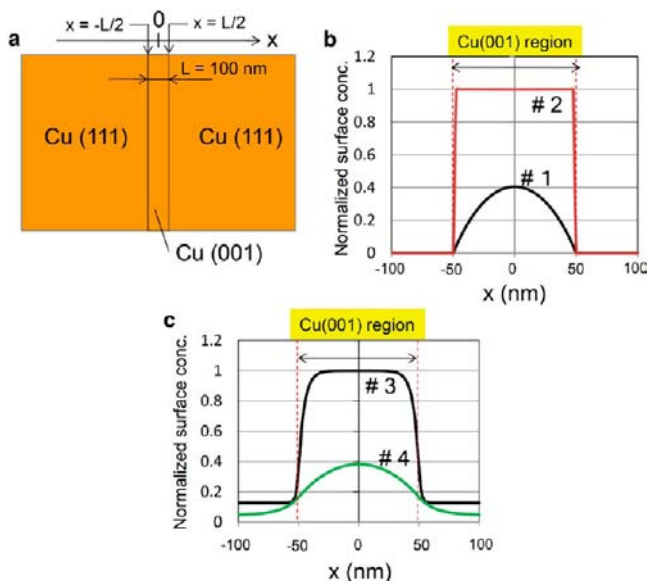 a
x = -L/2
0
x = L/2
x
L = 100 nm
Cu (111)
Cu (111)
Cu (001)
b
Cu(001) region
Normalized surface conc.
1.2
1
0.8
0.6
0.4
0.2
0
# 2
# 1
-100
-50
0
50
100
x (nm)
c
Cu(001) region
Normalized surface conc.
1.2
1
0.8
0.6
0.4
0.2
0
# 3
# 4
-100
-50
0
50
100
x (nm)